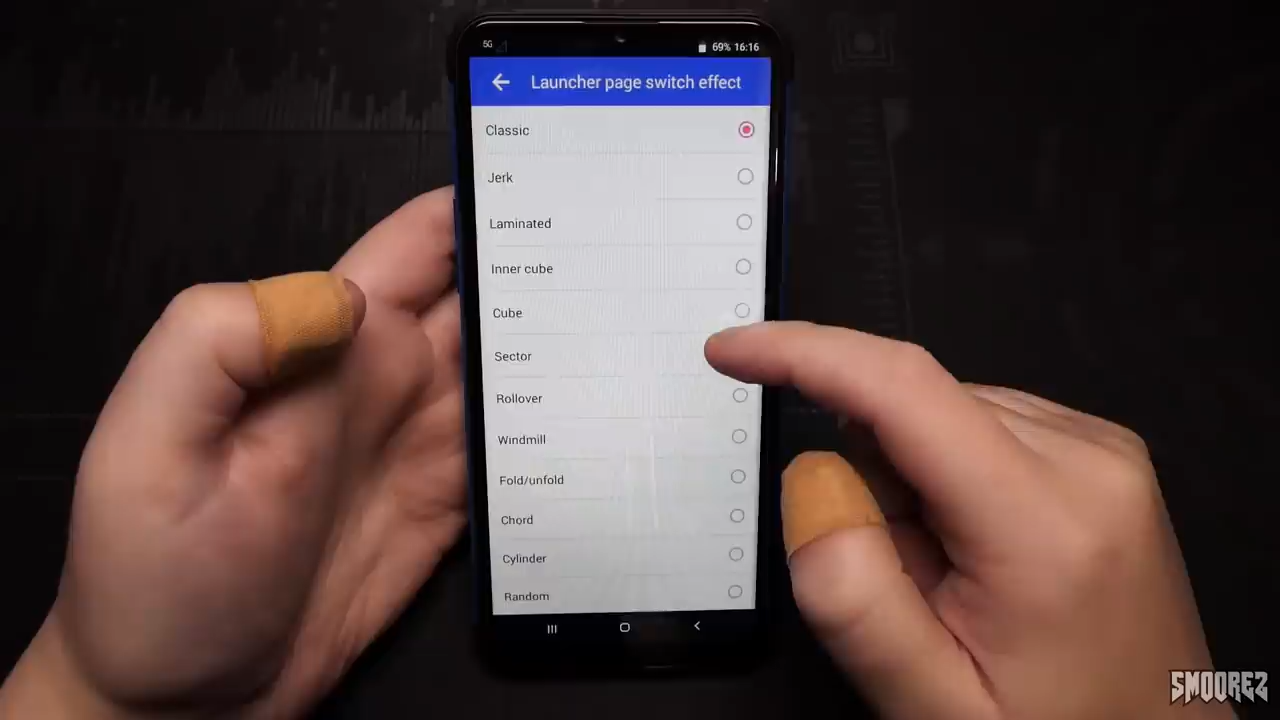 5G
69% 16:16
Launcher page switch effect
Classic
Jerk
Laminated
Inner cube
Cube
Sector
Rollover
Windmill
Fold/unfold
Chord
Cylinder
Random
SMOOREZ